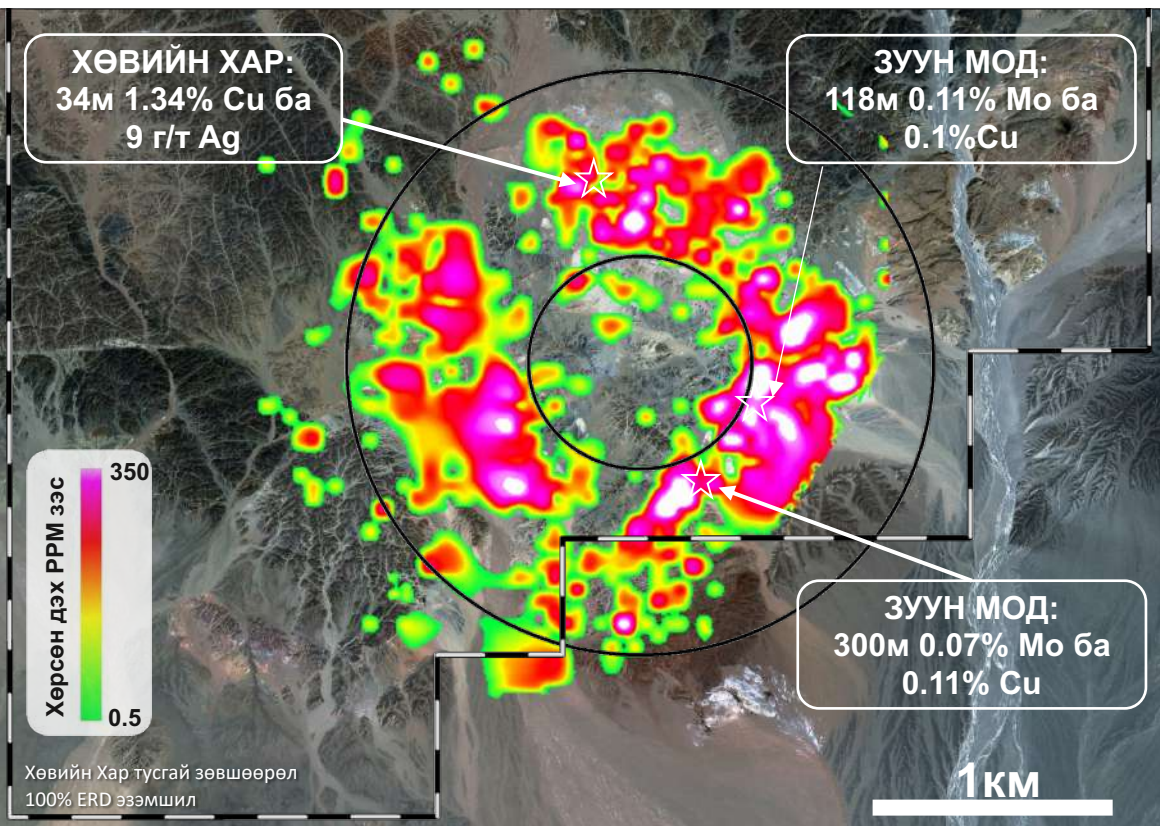 ХӨВИЙН ХАР:
34м 1.34% Cu ба
9 г/т Ag
ЗУУН МОД:
118м 0.11% Mo ба
0.1%Cu
350
Хөрсөн дэх PPM зэс
0.5
ЗУУН МОД:
300м 0.07% Mo ба
0.11% Cu
Хөвийн Хар тусгай зөвшөөрөл
100% ERD эзэмшил
1км